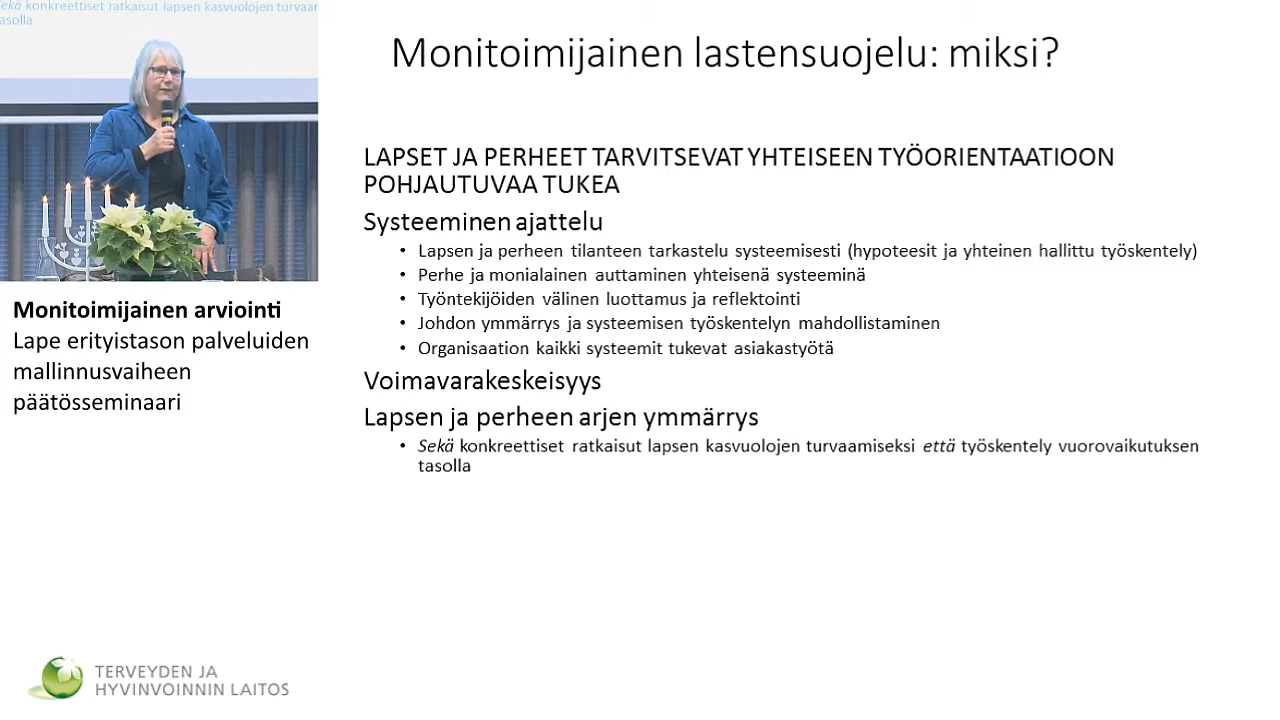 Sekä konkreettiset ratkaisut lapsen kasvuolojen turvaa
tasolla
Monitoimijainen lastensuojelu: miksi?
LAPSET JA PERHEET TARVITSEVAT YHTEISEEN TYÖORIENTAATIOON
POHJAUTUVAA TUKEA
Systeeminen ajattelu
• Lapsen ja perheen tilanteen tarkastelu systeemisesti (hypoteesit ja yhteinen hallittu työskentely)
• Perhe ja monialainen auttaminen yhteisenä systeeminä
• Työntekijöiden välinen luottamus ja reflektointi
• Johdon ymmärrys ja systeemisen työskentelyn mahdollistaminen
• Organisaation kaikki systeemit tukevat asiakastyötä
Voimavarakeskeisyys
Lapsen ja perheen arjen ymmärrys
• Sekä konkreettiset ratkaisut lapsen kasvuolojen turvaamiseksi että työskentely vuorovaikutuksen
tasolla
Monitoimijainen arviointi
Lape erityistason palveluiden
mallinnusvaiheen
päätösseminaari
TERVEYDEN JA
HYVINVOINNIN LAITOS